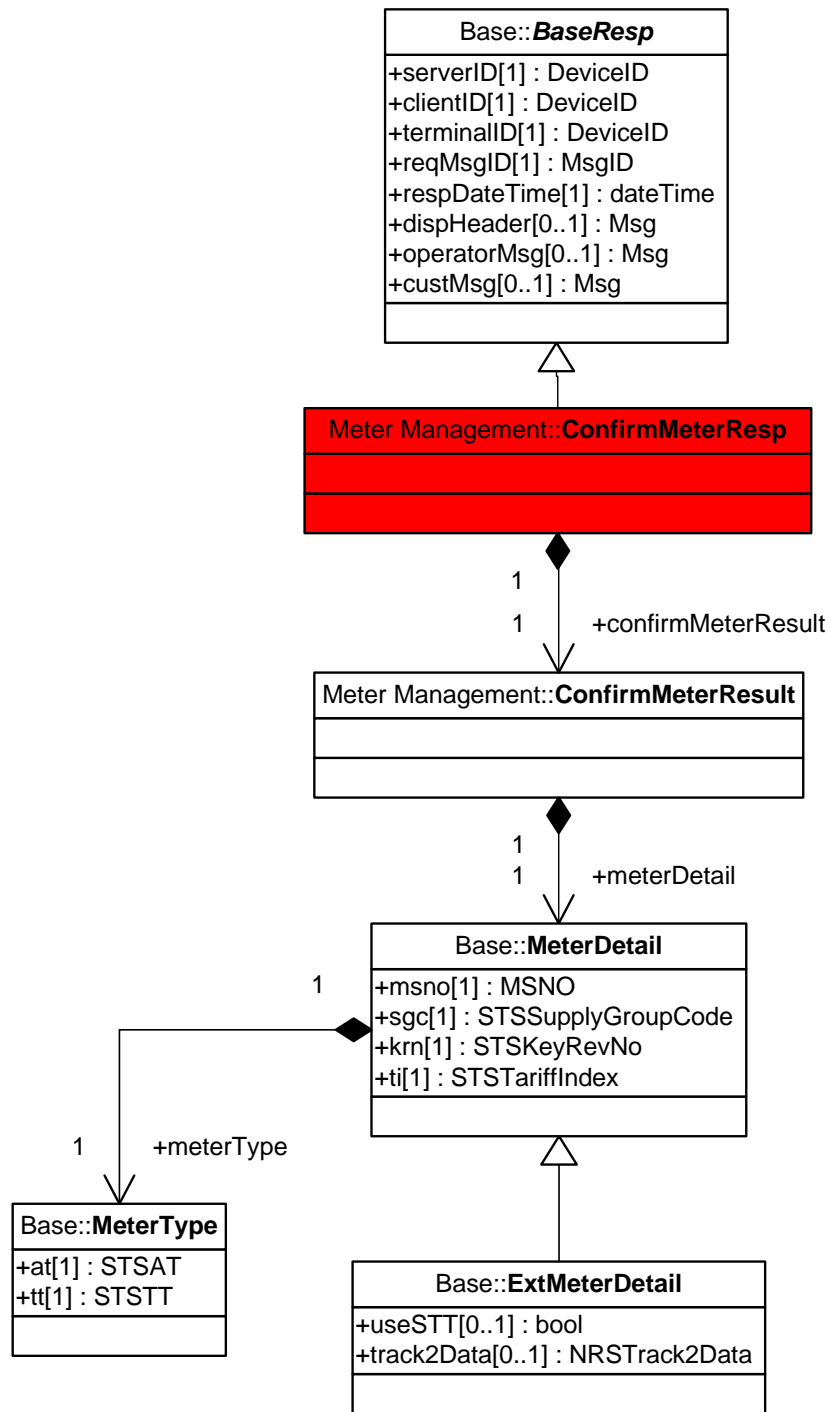 Base::BaseResp
+serverID[1] : DeviceID
+clientID[1] : DeviceID
+terminalID[1] : DeviceID
+reqMsgID[1] : MsgID
+respDateTime[1] : dateTime
+dispHeader[0..1] : Msg
+operatorMsg[0..1] : Msg
+custMsg[0..1] : Msg
Meter Management::ConfirmMeterResp
1
1 +confirmMeterResult
Meter Management::ConfirmMeterResult
1
1 +meterDetail
Base::MeterDetail
+msno[1] : MSNO
+sgc[1] : STSSupplyGroupCode
+krn[1] : STSKeyRevNo
+ti[1] : STSTariffIndex
1
1 +meterType
Base::MeterType
+at[1] : STSAT
+tt[1] : STSTT
Base::ExtMeterDetail
+useSTT[0..1] : bool
+track2Data[0..1] : NRSTrack2Data